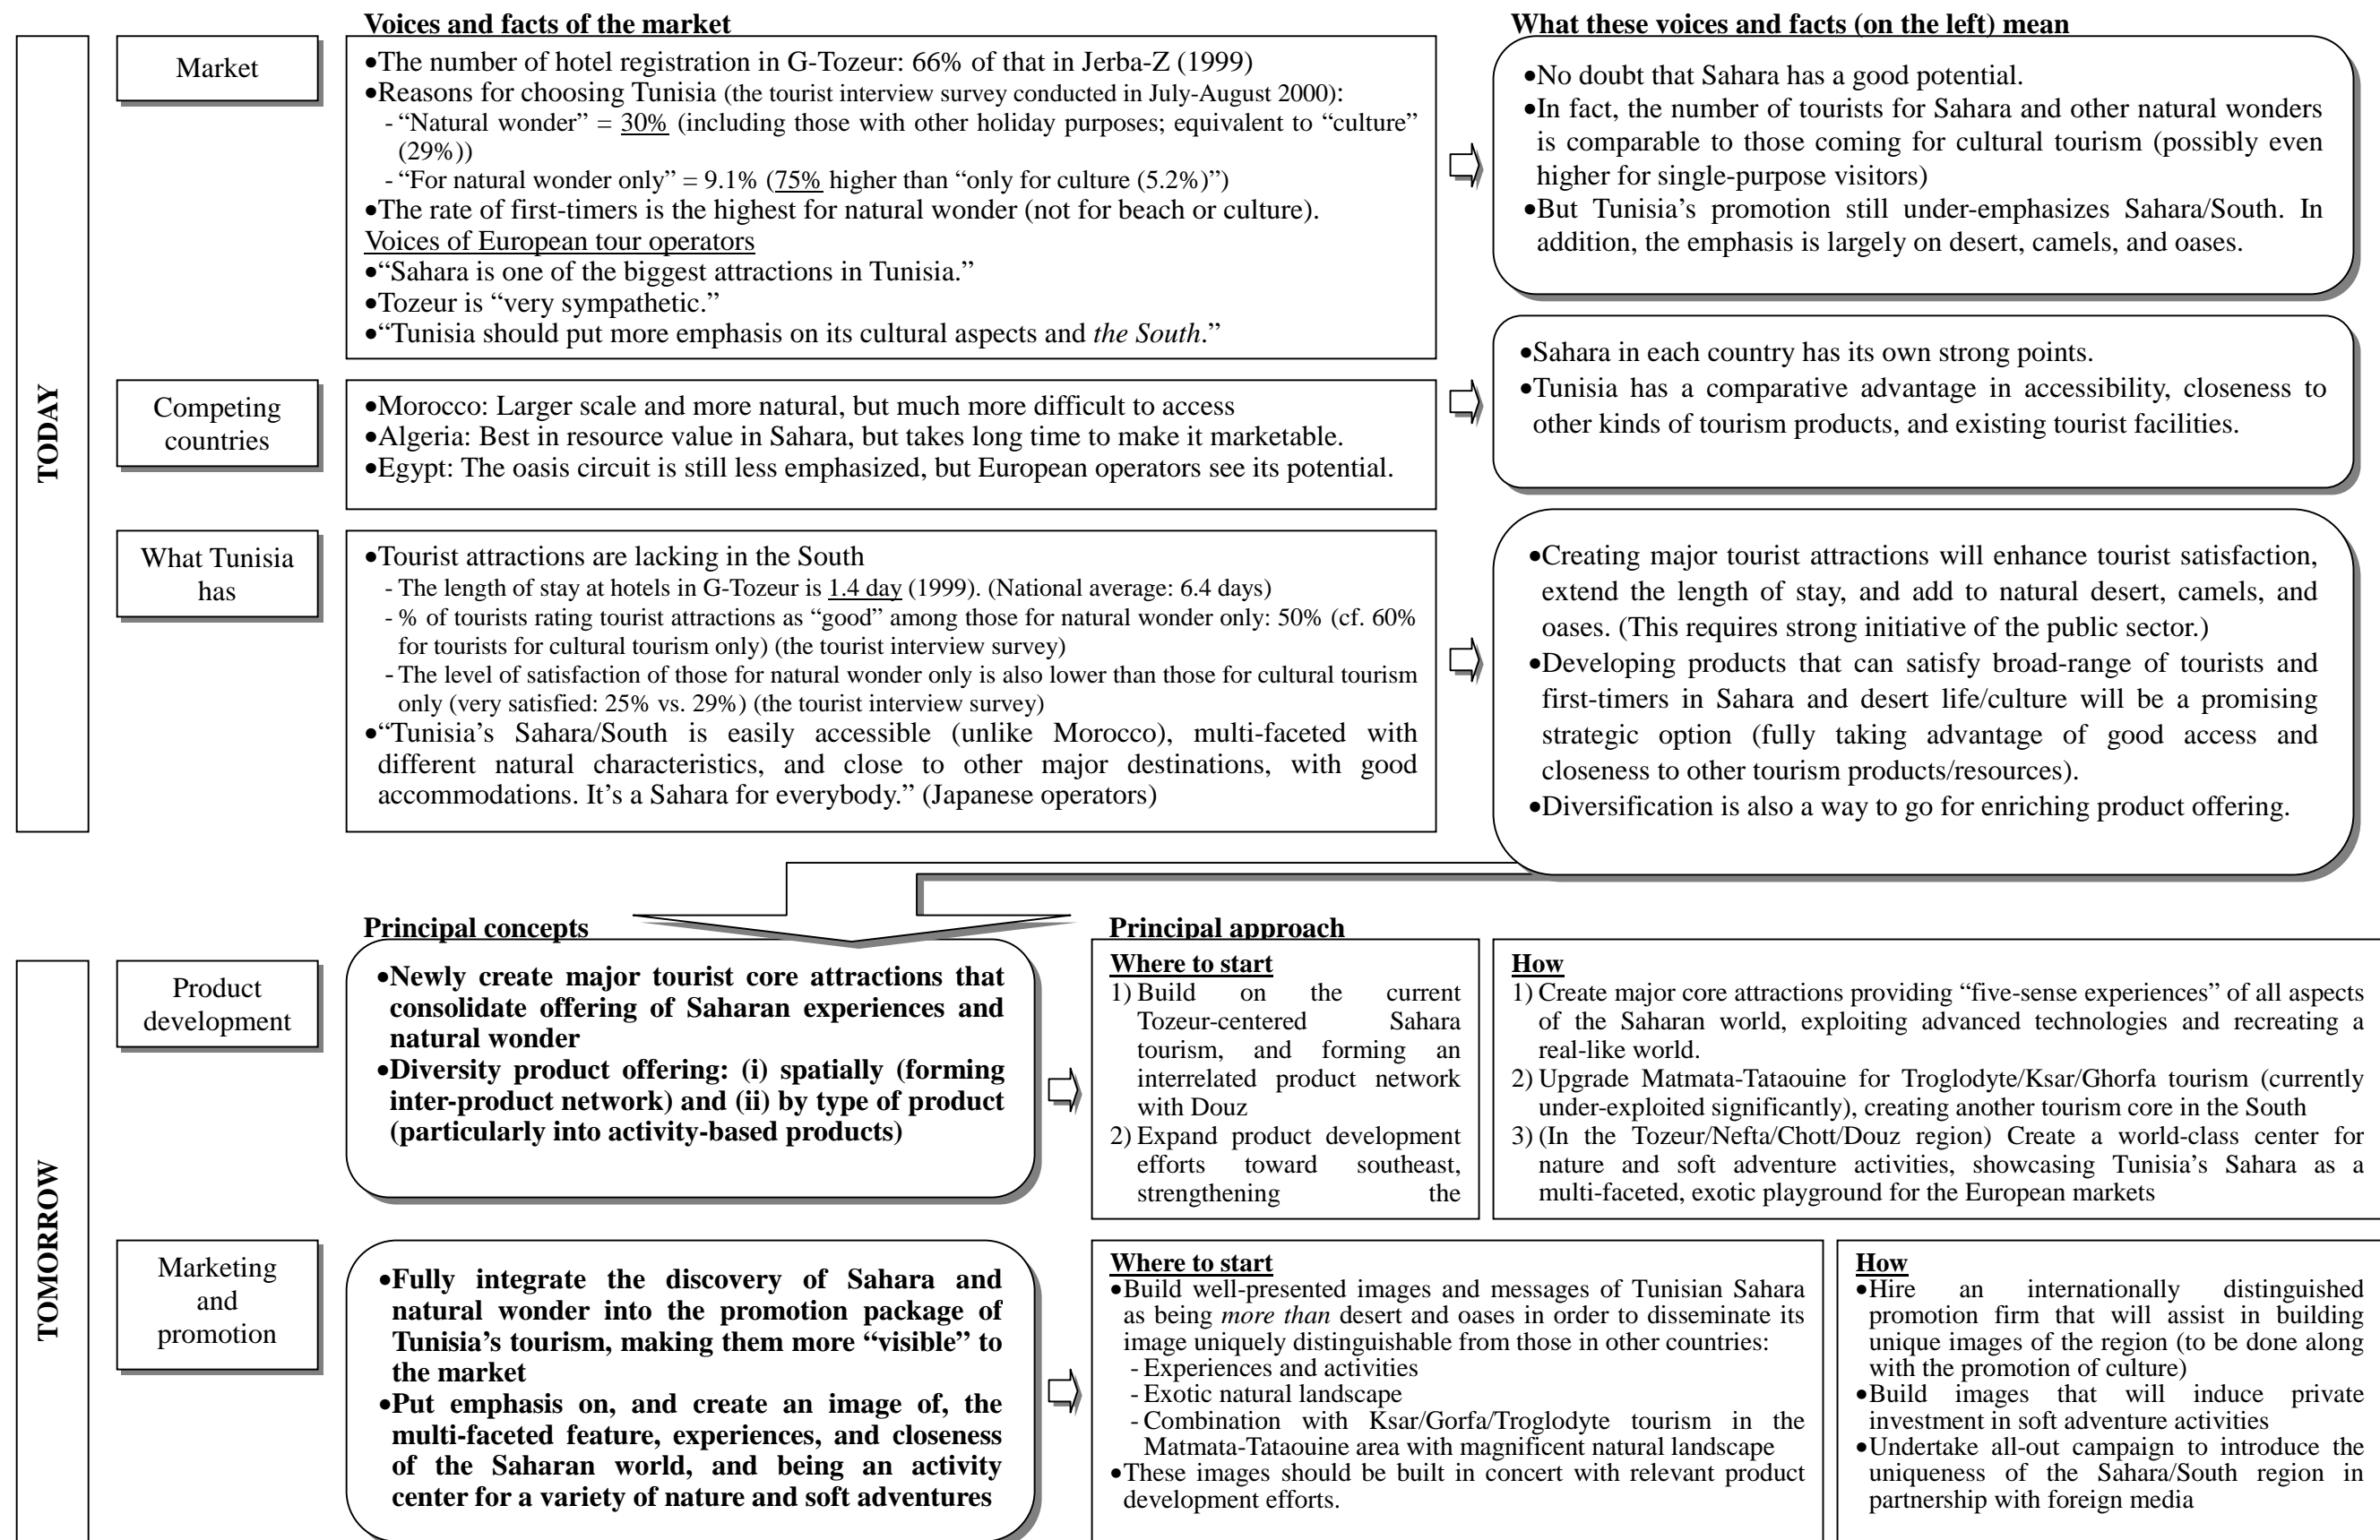 Voices and facts of the market
What these voices and facts (on the left) mean
TODAY
Market
•The number of hotel registration in G-Tozeur: 66% of that in Jerba-Z (1999)
•Reasons for choosing Tunisia (the tourist interview survey conducted in July-August 2000):
- “Natural wonder” = 30% (including those with other holiday purposes; equivalent to “culture”
(29%))
- “For natural wonder only” = 9.1% (75% higher than “only for culture (5.2%)”)
•The rate of first-timers is the highest for natural wonder (not for beach or culture).
Voices of European tour operators
•“Sahara is one of the biggest attractions in Tunisia.”
•Tozeur is “very sympathetic.”
•“Tunisia should put more emphasis on its cultural aspects and the South.”
•No doubt that Sahara has a good potential.
•In fact, the number of tourists for Sahara and other natural wonders
is comparable to those coming for cultural tourism (possibly even
higher for single-purpose visitors)
•But Tunisia’s promotion still under-emphasizes Sahara/South. In
addition, the emphasis is largely on desert, camels, and oases.
Competing
countries
•Morocco: Larger scale and more natural, but much more difficult to access
•Algeria: Best in resource value in Sahara, but takes long time to make it marketable.
•Egypt: The oasis circuit is still less emphasized, but European operators see its potential.
•Sahara in each country has its own strong points.
•Tunisia has a comparative advantage in accessibility, closeness to
other kinds of tourism products, and existing tourist facilities.
What Tunisia
has
•Tourist attractions are lacking in the South
- The length of stay at hotels in G-Tozeur is 1.4 day (1999). (National average: 6.4 days)
- % of tourists rating tourist attractions as “good” among those for natural wonder only: 50% (cf. 60%
for tourists for cultural tourism only) (the tourist interview survey)
- The level of satisfaction of those for natural wonder only is also lower than those for cultural tourism
only (very satisfied: 25% vs. 29%) (the tourist interview survey)
•“Tunisia’s Sahara/South is easily accessible (unlike Morocco), multi-faceted with
different natural characteristics, and close to other major destinations, with good
accommodations. It’s a Sahara for everybody.” (Japanese operators)
•Creating major tourist attractions will enhance tourist satisfaction,
extend the length of stay, and add to natural desert, camels, and
oases. (This requires strong initiative of the public sector.)
•Developing products that can satisfy broad-range of tourists and
first-timers in Sahara and desert life/culture will be a promising
strategic option (fully taking advantage of good access and
closeness to other tourism products/resources).
•Diversification is also a way to go for enriching product offering.
Principal concepts
Principal approach
TOMORROW
Product
development
•Newly create major tourist core attractions that
consolidate offering of Saharan experiences and
natural wonder
•Diversity product offering: (i) spatially (forming
inter-product network) and (ii) by type of product
(particularly into activity-based products)
Where to start
1) Build on the current
Tozeur-centered Sahara
tourism, and forming an
interrelated product network
with Douz
2) Expand product development
efforts toward southeast,
strengthening the
How
1) Create major core attractions providing “five-sense experiences” of all aspects
of the Saharan world, exploiting advanced technologies and recreating a
real-like world.
2) Upgrade Matmata-Tataouine for Troglodyte/Ksar/Ghorfa tourism (currently
under-exploited significantly), creating another tourism core in the South
3) (In the Tozeur/Nefta/Chott/Douz region) Create a world-class center for
nature and soft adventure activities, showcasing Tunisia’s Sahara as a
multi-faceted, exotic playground for the European markets
Marketing
and
promotion
•Fully integrate the discovery of Sahara and
natural wonder into the promotion package of
Tunisia’s tourism, making them more “visible” to
the market
•Put emphasis on, and create an image of, the
multi-faceted feature, experiences, and closeness
of the Saharan world, and being an activity
center for a variety of nature and soft adventures
Where to start
•Build well-presented images and messages of Tunisian Sahara
as being more than desert and oases in order to disseminate its
image uniquely distinguishable from those in other countries:
- Experiences and activities
- Exotic natural landscape
- Combination with Ksar/Gorfa/Troglodyte tourism in the
Matmata-Tataouine area with magnificent natural landscape
•These images should be built in concert with relevant product
development efforts.
How
•Hire an internationally distinguished
promotion firm that will assist in building
unique images of the region (to be done along
with the promotion of culture)
•Build images that will induce private
investment in soft adventure activities
•Undertake all-out campaign to introduce the
uniqueness of the Sahara/South region in
partnership with foreign media